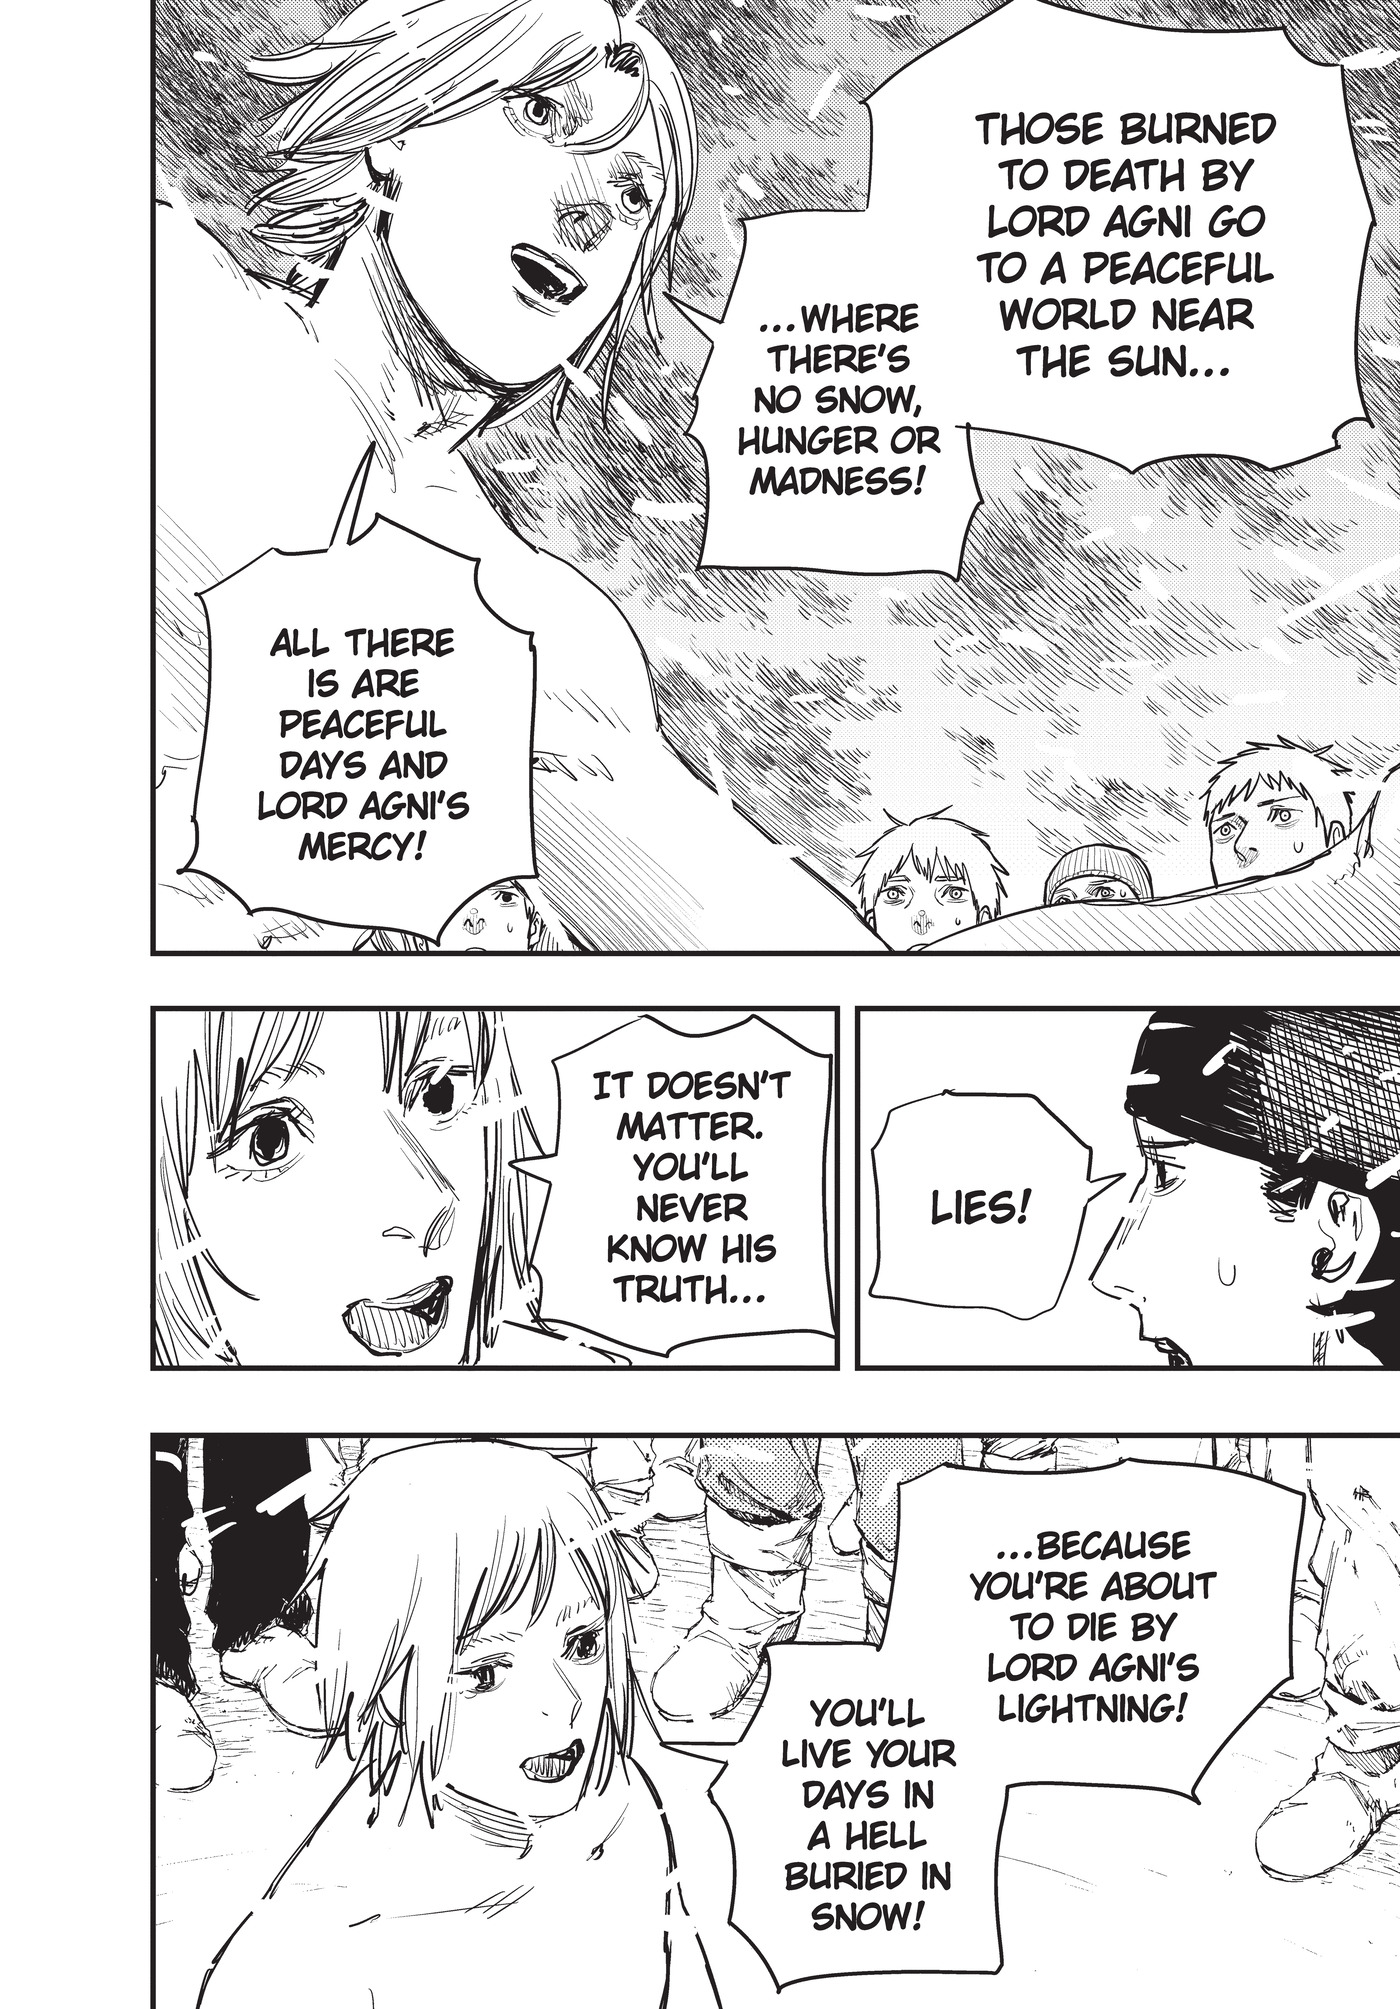 THOSE BURNED
TO DEATH BY
LORD AGNI GO
TO A PEACEFUL
WORLD NEAR
THE SUN...
...WHERE
THERE'S
NO SNOW,
HUNGER OR
MADNESS!
ALL THERE
IS ARE
PEACEFUL
DAYS AND
LORD AGNI'S
MERCY!
LIES!
IT DOESN'T
MATTER.
YOU'LL
NEVER
KNOW HIS
TRUTH...
...BECAUSE
YOU'RE ABOUT
TO DIE BY
LORD AGNI'S
LIGHTNING!
YOU'LL
LIVE YOUR
DAYS IN
A HELL
BURIED IN
SNOW!